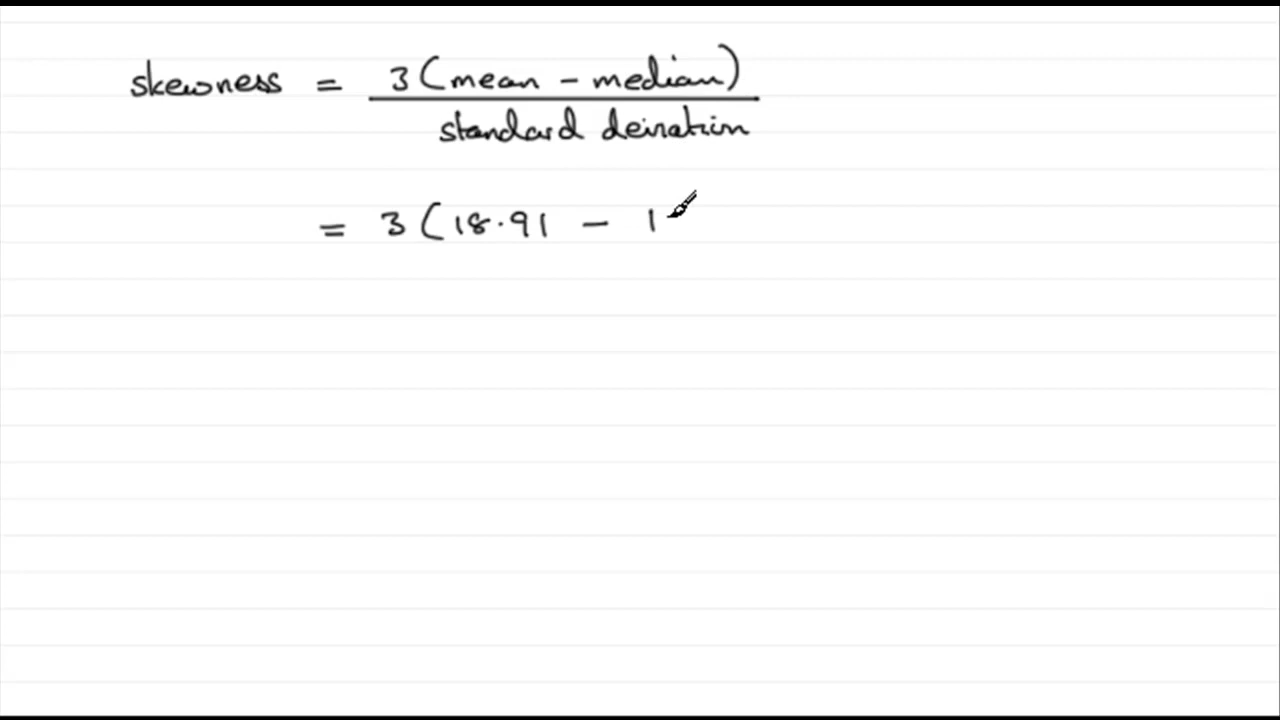 skewness = 3(mean - median)
standard deviation
= 3(18.91 - 1